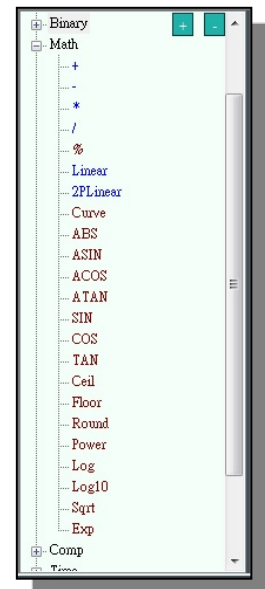 Binary + -
Math
+
-
*
/
%
Linear
2PLinear
Curve
ABS
ASIN
ACOS
ATAN
SIN
COS
TAN
Ceil
Floor
Round
Power
Log
Log10
Sqrt
Exp
Comp
Time